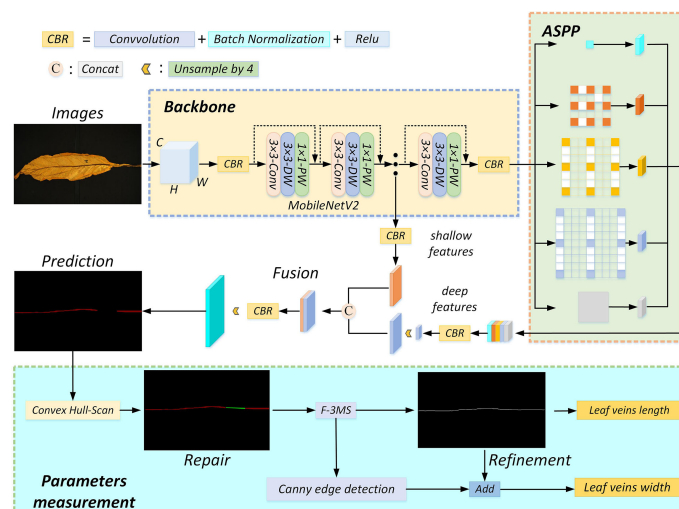 CBR = Convvolution + Batch Normalization + Relu
C : Concat : Unsample by 4
ASPP
Images
Backbone
C
H
W
CBR
3×3-Conv
3×3-DW
1×1-PW
3×3-Conv
3×3-DW
1×1-PW
3×3-Conv
3×3-DW
1×1-PW
CBR
MobileNetV2
CBR
shallow
features
Prediction
Fusion
deep
features
CBR
C
CBR
Convex Hull-Scan
F-3MS
Leaf veins length
Repair
Refinement
Parameters
measurement
Canny edge detection
Add
Leaf veins width